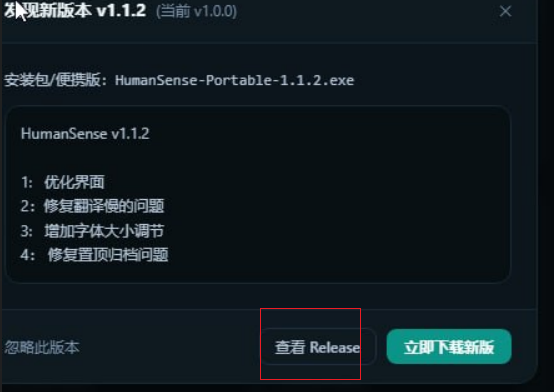 发现新版本 v1.1.2 (当前 v1.0.0)
安装包/便携版：HumanSense-Portable-1.1.2.exe
HumanSense v1.1.2
1: 优化界面
2: 修复翻译慢的问题
3: 增加字体大小调节
4: 修复置顶归档问题
忽略此版本
查看 Release
立即下载新版